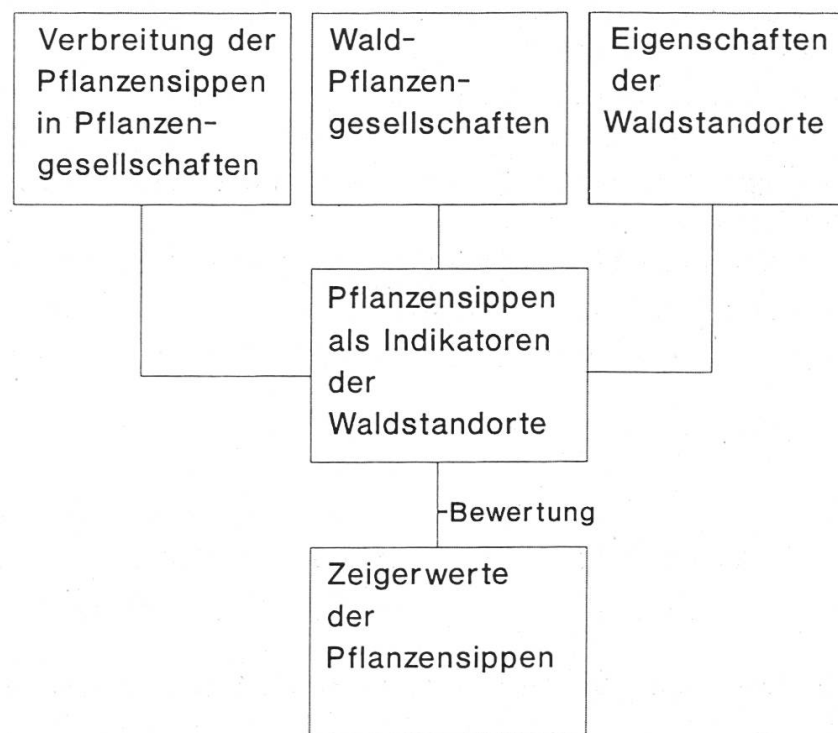 Verbreitung der
Pflanzensippen
in Pflanzen-
gesellschaften
Wald-
Pflanzen-
gesellschaften
Eigenschaften
der
Waldstandorte
Pflanzensippen
als Indikatoren
der
Waldstandorte
Bewertung
Zeigerwerte
der
Pflanzensippen